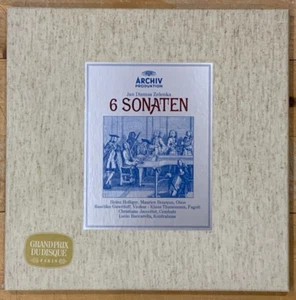 ARCHIV
PRODUKTION
Jan Dismas Zelenka
6 SONATEN
Heinz Holliger, Maurice Bourgue, Oboe
Saschko Gawriloff, Violine · Klaus Thunemann, Fagott
Christiane Jaccottet, Cembalo
Lucio Buccarella, Kontrabass
GRAND PRIX
DU DISQUE